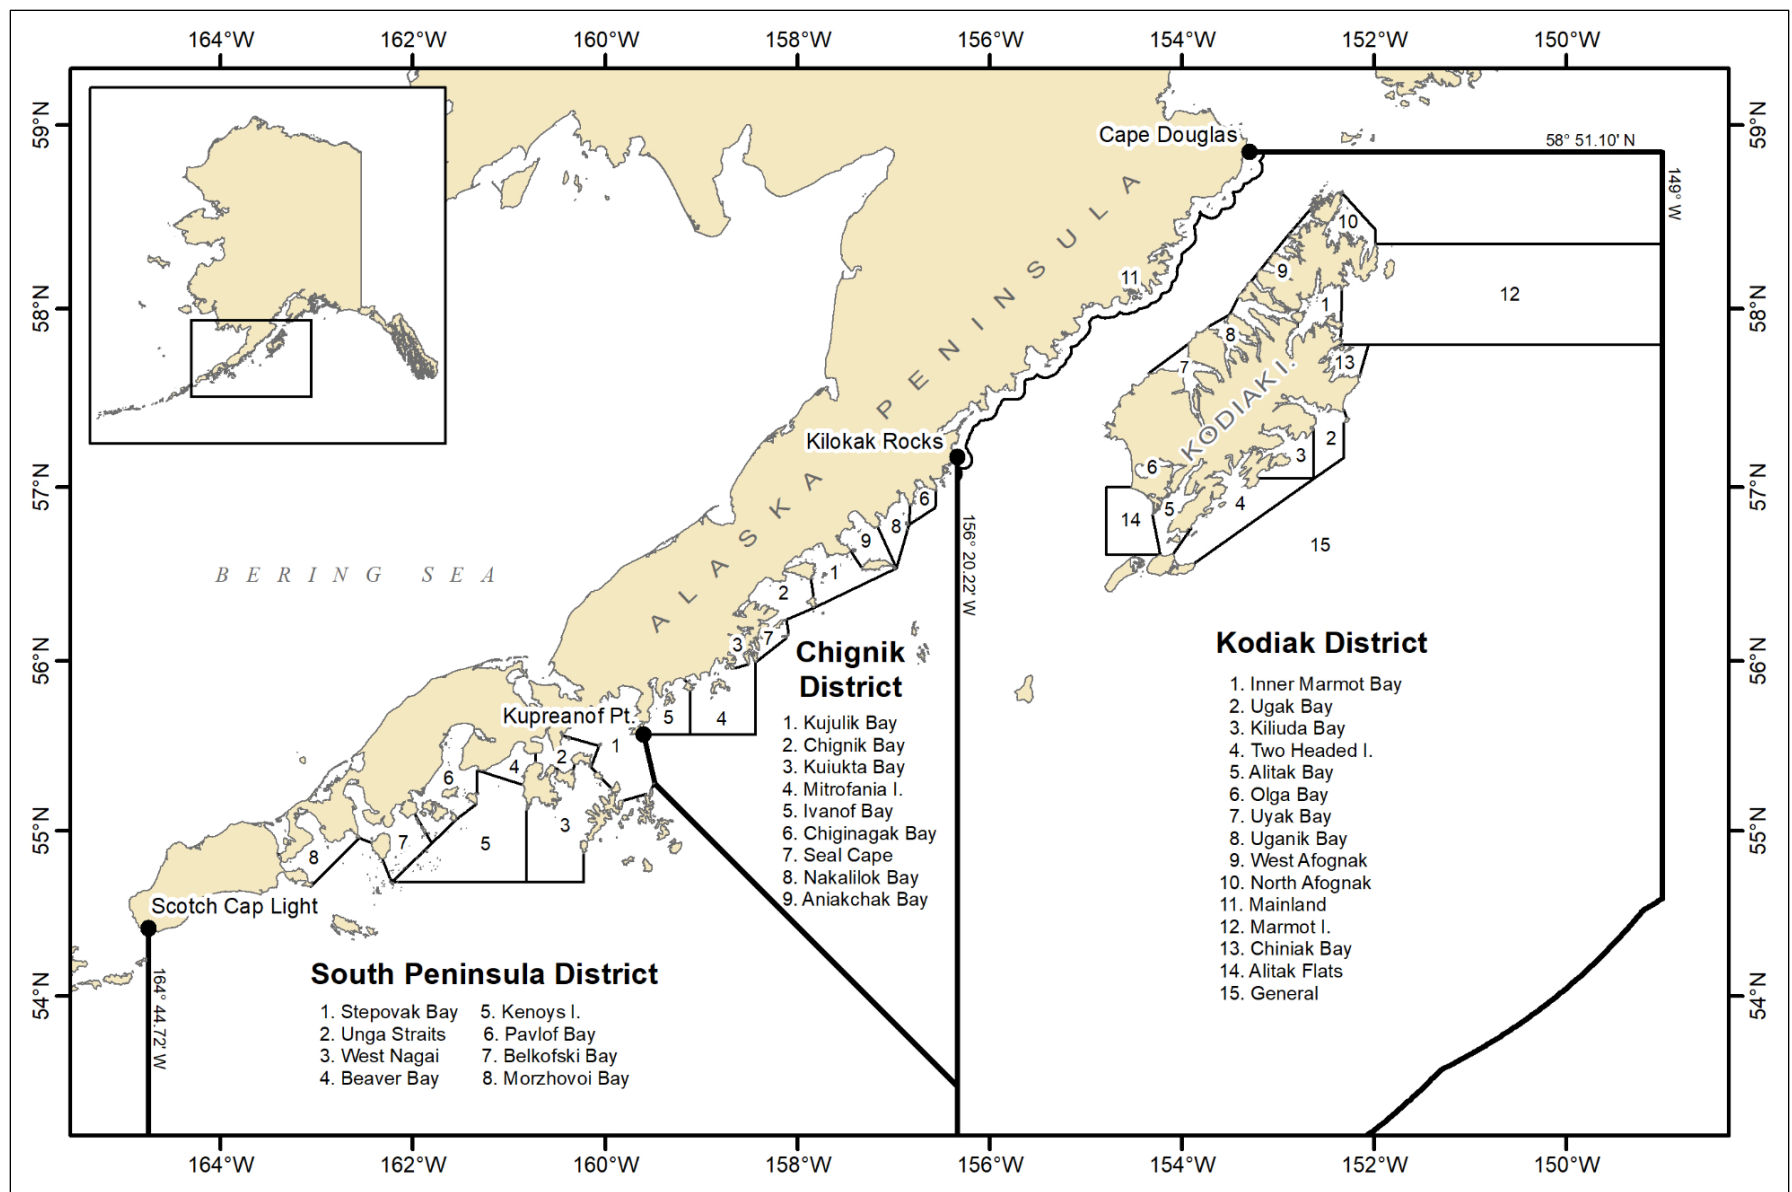 164°W 162°W 160°W 158°W 156°W 154°W 152°W 150°W
59°N 59°N
58°N 58°N
57°N 57°N
56°N 56°N
55°N 55°N
54°N 54°N
Cape Douglas
58 51.10' N
149° W
ALASKA PENINSULA
11
10
9
12
1
8
13
7
KODIAK I.
Kilokak Rocks
2
3
6
4
5
14
15
156° 20.22' W
BERING SEA
6
8
9
1
2
3
7
5
4
Kupreanof Pt.
1
2
4
6
3
5
7
8
Scotch Cap Light
164° 44.72' W
Chignik
District
1. Kujulik Bay
2. Chignik Bay
3. Kuiukta Bay
4. Mitrofania I.
5. Ivanof Bay
6. Chiginagak Bay
7. Seal Cape
8. Nakalilok Bay
9. Aniakchak Bay
Kodiak District
1. Inner Marmot Bay
2. Ugak Bay
3. Kiliuda Bay
4. Two Headed I.
5. Alitak Bay
6. Olga Bay
7. Uyak Bay
8. Uganik Bay
9. West Afognak
10. North Afognak
11. Mainland
12. Marmot I.
13. Chiniak Bay
14. Alitak Flats
15. General
South Peninsula District
1. Stepovak Bay 5. Kenoys I.
2. Unga Straits 6. Pavlof Bay
3. West Nagai 7. Belkofski Bay
4. Beaver Bay 8. Morzhovoi Bay
164°W 162°W 160°W 158°W 156°W 154°W 152°W 150°W